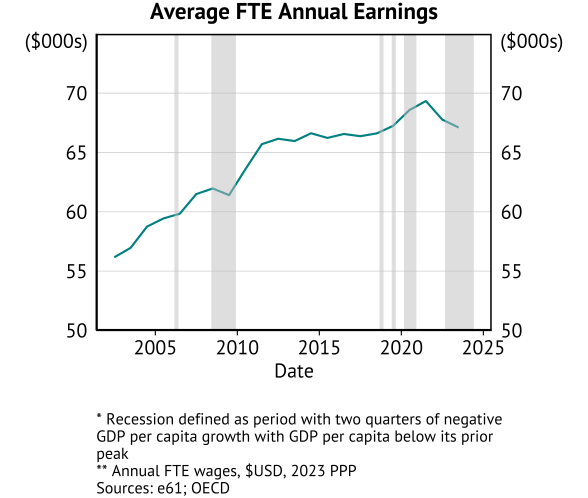 Average FTE Annual Earnings
($000s) ($000s)
70 70
65 65
60 60
55 55
50 50
2005 2010 2015 2020 2025
Date
* Recession defined as period with two quarters of negative
GDP per capita growth with GDP per capita below its prior
peak
** Annual FTE wages, $USD, 2023 PPP
Sources: e61; OECD